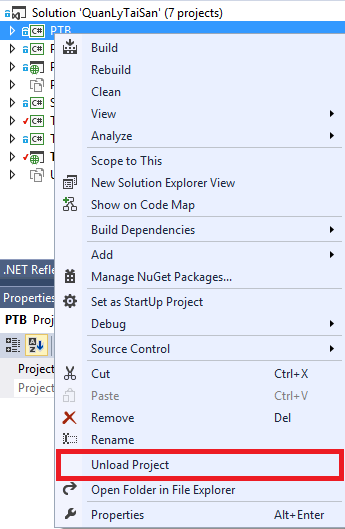 Solution 'QuanLyTaiSan' (7 projects)
C# PTB
Build
C# P
Rebuild
P
Clean
P
View
C# S
Analyze
C# T
Scope to This
C# T
New Solution Explorer View
T
Show on Code Map
U
Build Dependencies
Add
.NET Refle
Manage NuGet Packages...
Properties
Set as StartUp Project
PTB Proj
Debug
Source Control
Project
Cut Ctrl+X
Project
Paste Ctrl+V
Remove Del
Rename
Unload Project
Open Folder in File Explorer
Properties Alt+Enter